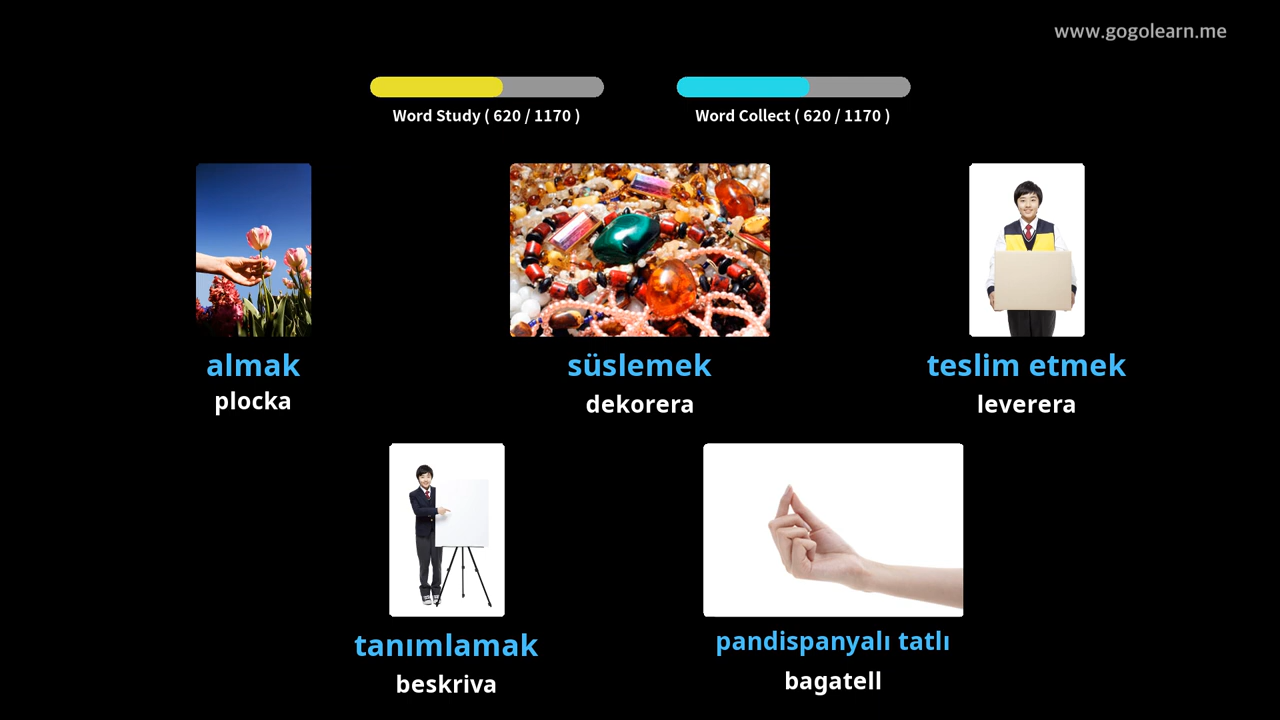 www.gogolearn.me
Word Study ( 620 / 1170 )
Word Collect ( 620 / 1170 )
almak
plocka
süslemek
dekorera
teslim etmek
leverera
tanımlamak
beskriva
pandispanyalı tatlı
bagatell